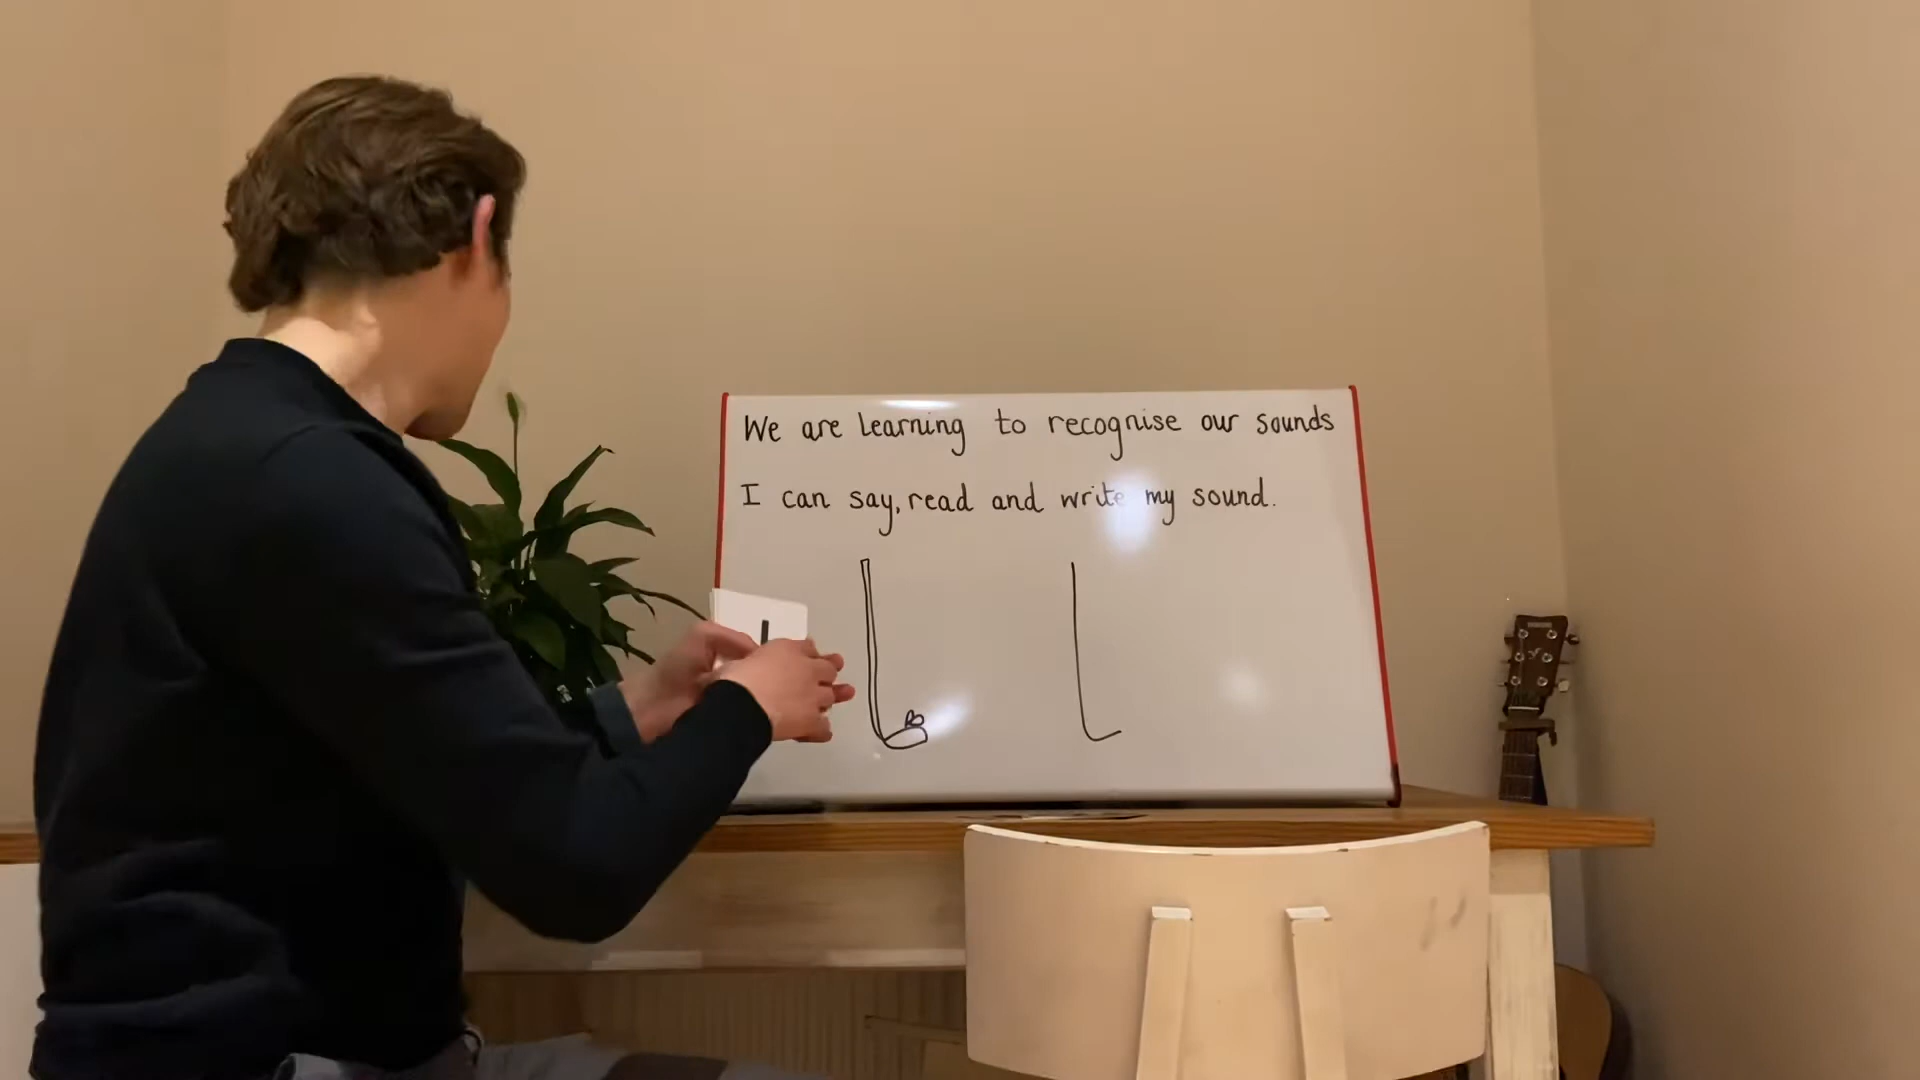 We are learning to recognise our sounds
I can say, read and write my sound.
l l